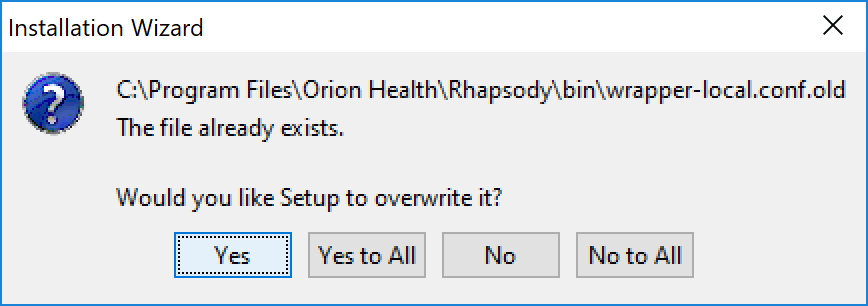 Installation Wizard
C:\Program Files\Orion Health\Rhapsody\bin\wrapper-local.conf.old
The file already exists.
Would you like Setup to overwrite it?
Yes Yes to All No No to All